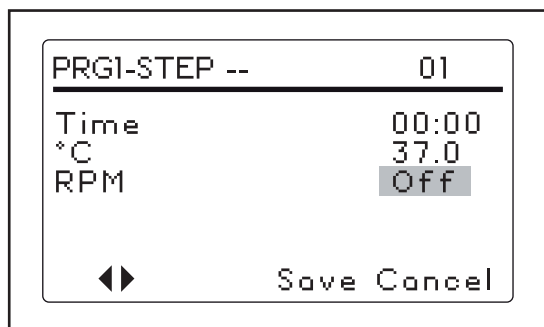 PRG1-STEP -- 01
Time 00:00
°C 37.0
RPM Off
Save Cancel